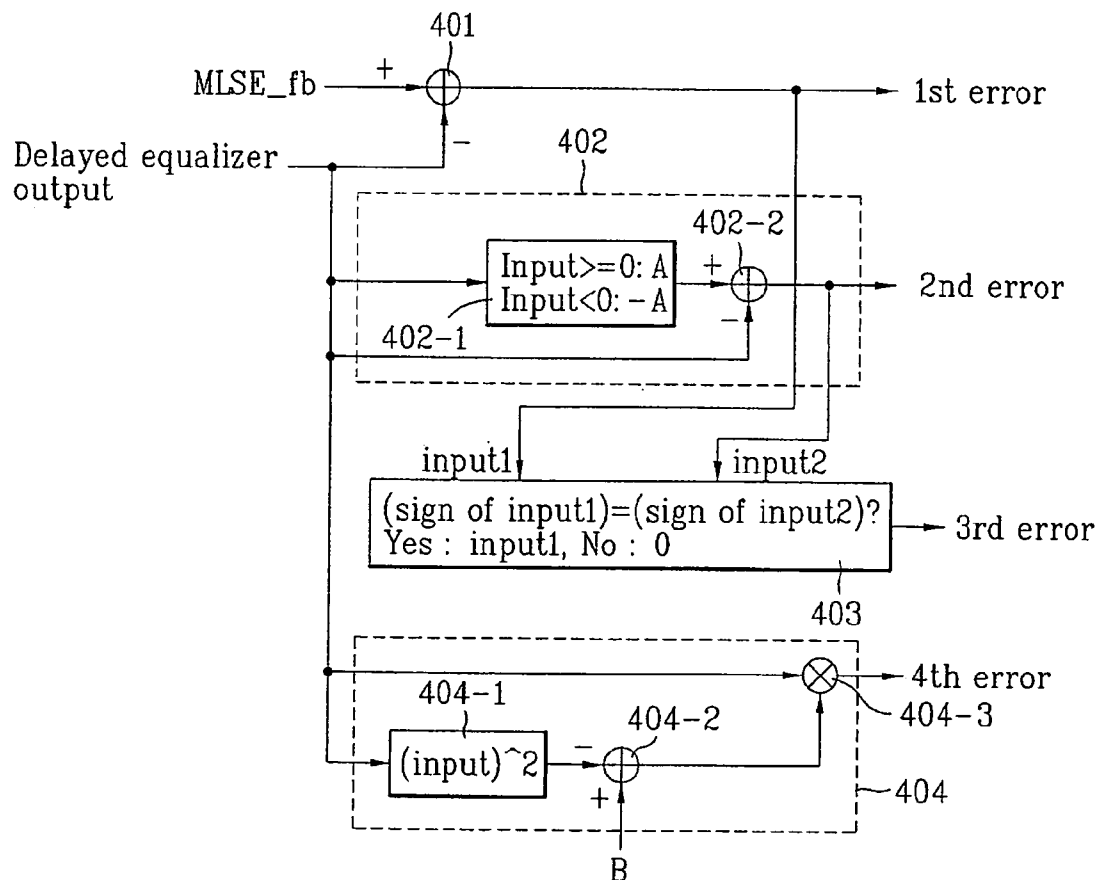 401
MLSE_fb
+
1st error
-
Delayed equalizer
output
402
402-2
Input>=0: A
Input<0: -A
+
-
2nd error
402-1
input1
input2
(sign of input1)=(sign of input2)?
Yes : input1, No : 0
3rd error
403
404-1
4th error
404-2
404-3
(input)^2
-
+
404
B